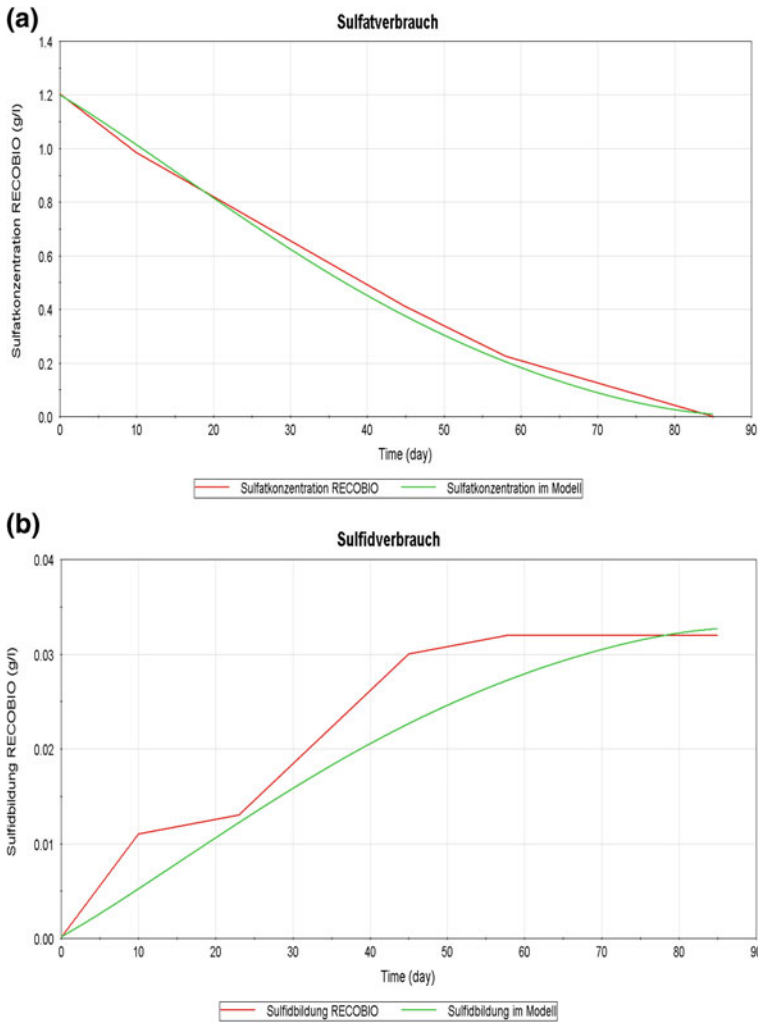 (a)
Sulfatverbrauch
Sulfatkonzentration RECOBIO (g/l)
1.4
1.2
1.0
0.8
0.6
0.4
0.2
0.0
0 10 20 30 40 50 60 70 80 90
Time (day)
Sulfatkonzentration RECOBIO Sulfatkonzentration im Modell
(b)
Sulfidverbrauch
Sulfidbildung RECOBIO (g/l)
0.04
0.03
0.02
0.01
0.00
0 10 20 30 40 50 60 70 80 90
Time (day)
Sulfidbildung RECOBIO Sulfidbildung im Modell